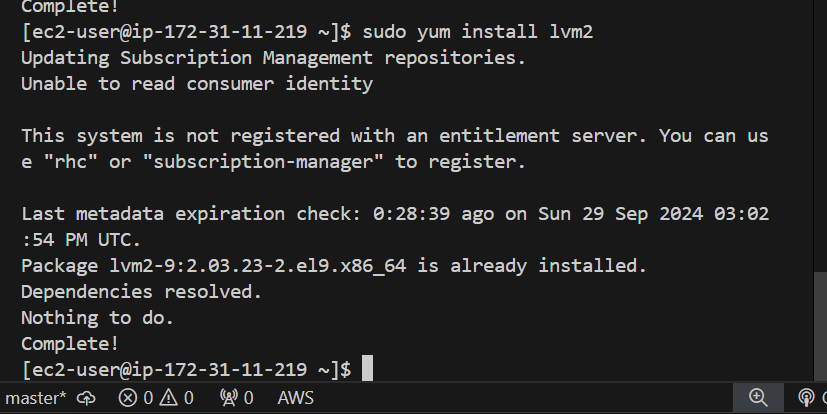 Complete!
[ec2-user@ip-172-31-11-219 ~]$ sudo yum install lvm2
Updating Subscription Management repositories.
Unable to read consumer identity
This system is not registered with an entitlement server. You can us
e "rhc" or "subscription-manager" to register.
Last metadata expiration check: 0:28:39 ago on Sun 29 Sep 2024 03:02
:54 PM UTC.
Package lvm2-9:2.03.23-2.el9.x86_64 is already installed.
Dependencies resolved.
Nothing to do.
Complete!
[ec2-user@ip-172-31-11-219 ~]$
master* 0 0 0 AWS